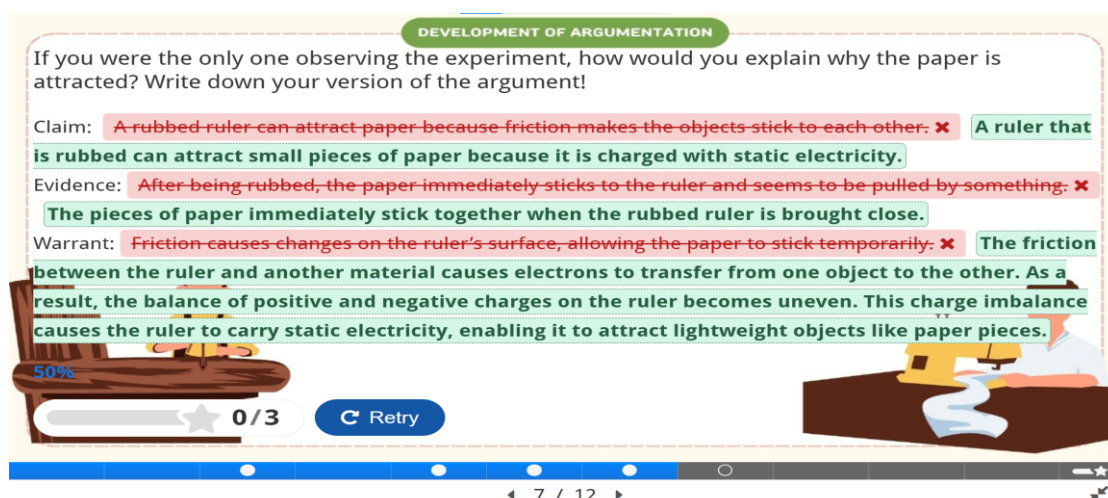 DEVELOPMENT OF ARGUMENTATION
If you were the only one observing the experiment, how would you explain why the paper is
attracted? Write down your version of the argument!
Claim: A rubbed ruler can attract paper because friction makes the objects stick to each other. ✖ A ruler that
is rubbed can attract small pieces of paper because it is charged with static electricity.
Evidence: After being rubbed, the paper immediately sticks to the ruler and seems to be pulled by something. ✖
The pieces of paper immediately stick together when the rubbed ruler is brought close.
Warrant: Friction causes changes on the ruler’s surface, allowing the paper to stick temporarily. ✖ The friction
between the ruler and another material causes electrons to transfer from one object to the other. As a
result, the balance of positive and negative charges on the ruler becomes uneven. This charge imbalance
causes the ruler to carry static electricity, enabling it to attract lightweight objects like paper pieces.
50%
0/3 Retry
7 / 12